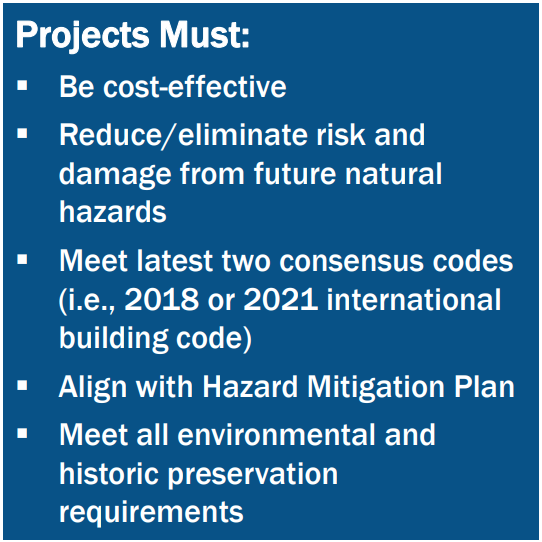 Projects Must:
▪ Be cost-effective
▪ Reduce/eliminate risk and
damage from future natural
hazards
▪ Meet latest two consensus codes
(i.e., 2018 or 2021 international
building code)
▪ Align with Hazard Mitigation Plan
▪ Meet all environmental and
historic preservation
requirements